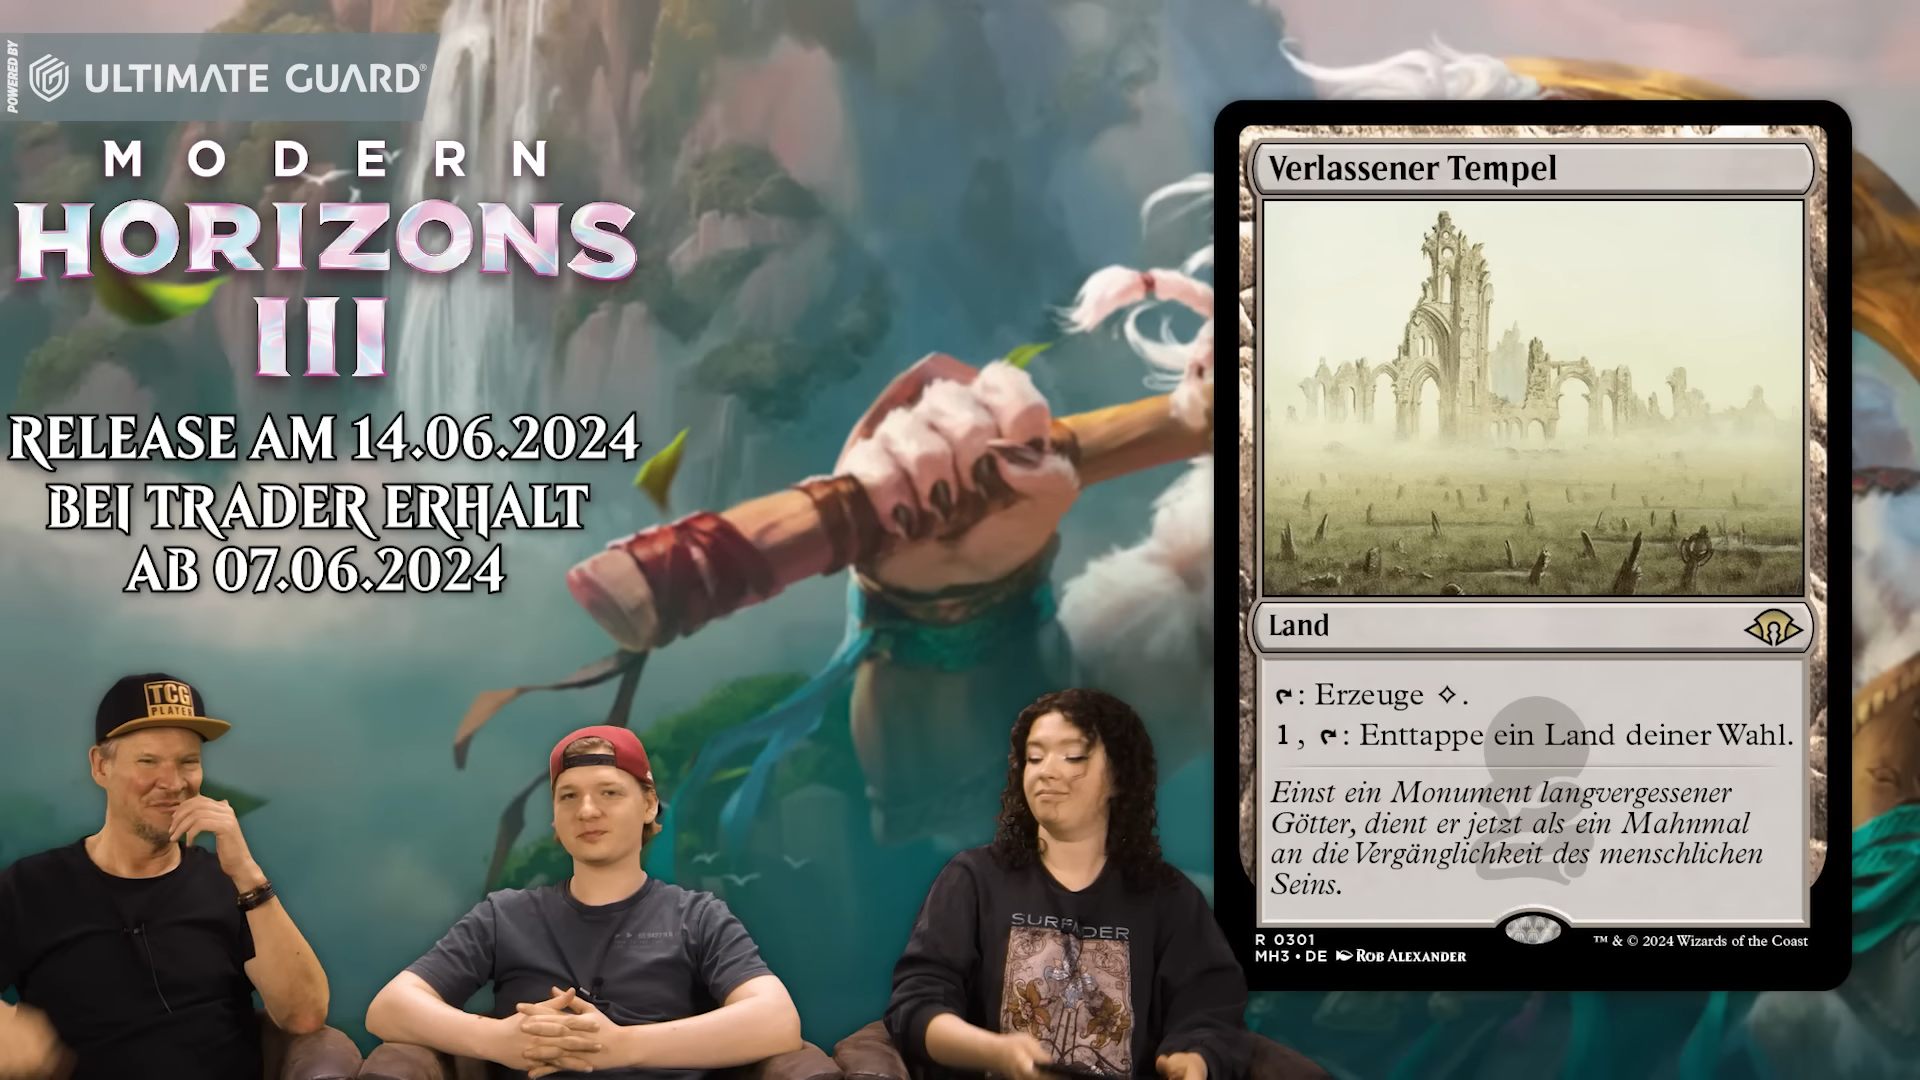 POWERED BY
ULTIMATE GUARD®
MODERN
HORIZONS
III
RELEASE AM 14.06.2024
BEI TRADER ERHALT
AB 07.06.2024
TCG
PLAYER
SURF DER
Verlassener Tempel
Land
: Erzeuge .
1, : Enttappe ein Land deiner Wahl.
Einst ein Monument langvergessener
Götter, dient er jetzt als ein Mahnmal
an die Vergänglichkeit des menschlichen
Seins.
R 0301
MH3 • DE ROB ALEXANDER
™ & © 2024 Wizards of the Coast